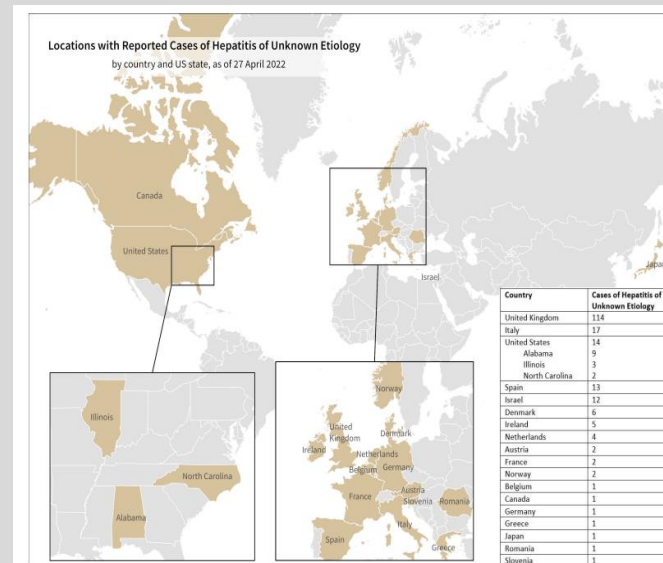 Locations with Reported Cases of Hepatitis of Unknown Etiology
by country and US state, as of 27 April 2022
Canada
United States
Israel
Japan
Illinois
North Carolina
Alabama
Norway
United
Kingdom
Denmark
Ireland
Netherlands
Belgium
Germany
France
Austria
Slovenia
Romania
Italy
Spain
Greece
Country Cases of Hepatitis of
Unknown Etiology
United Kingdom 114
Italy 17
United States 14
Alabama 9
Illinois 3
North Carolina 2
Spain 13
Israel 12
Denmark 6
Ireland 5
Netherlands 4
Austria 2
France 2
Norway 2
Belgium 1
Canada 1
Germany 1
Greece 1
Japan 1
Romania 1
Slovenia 1